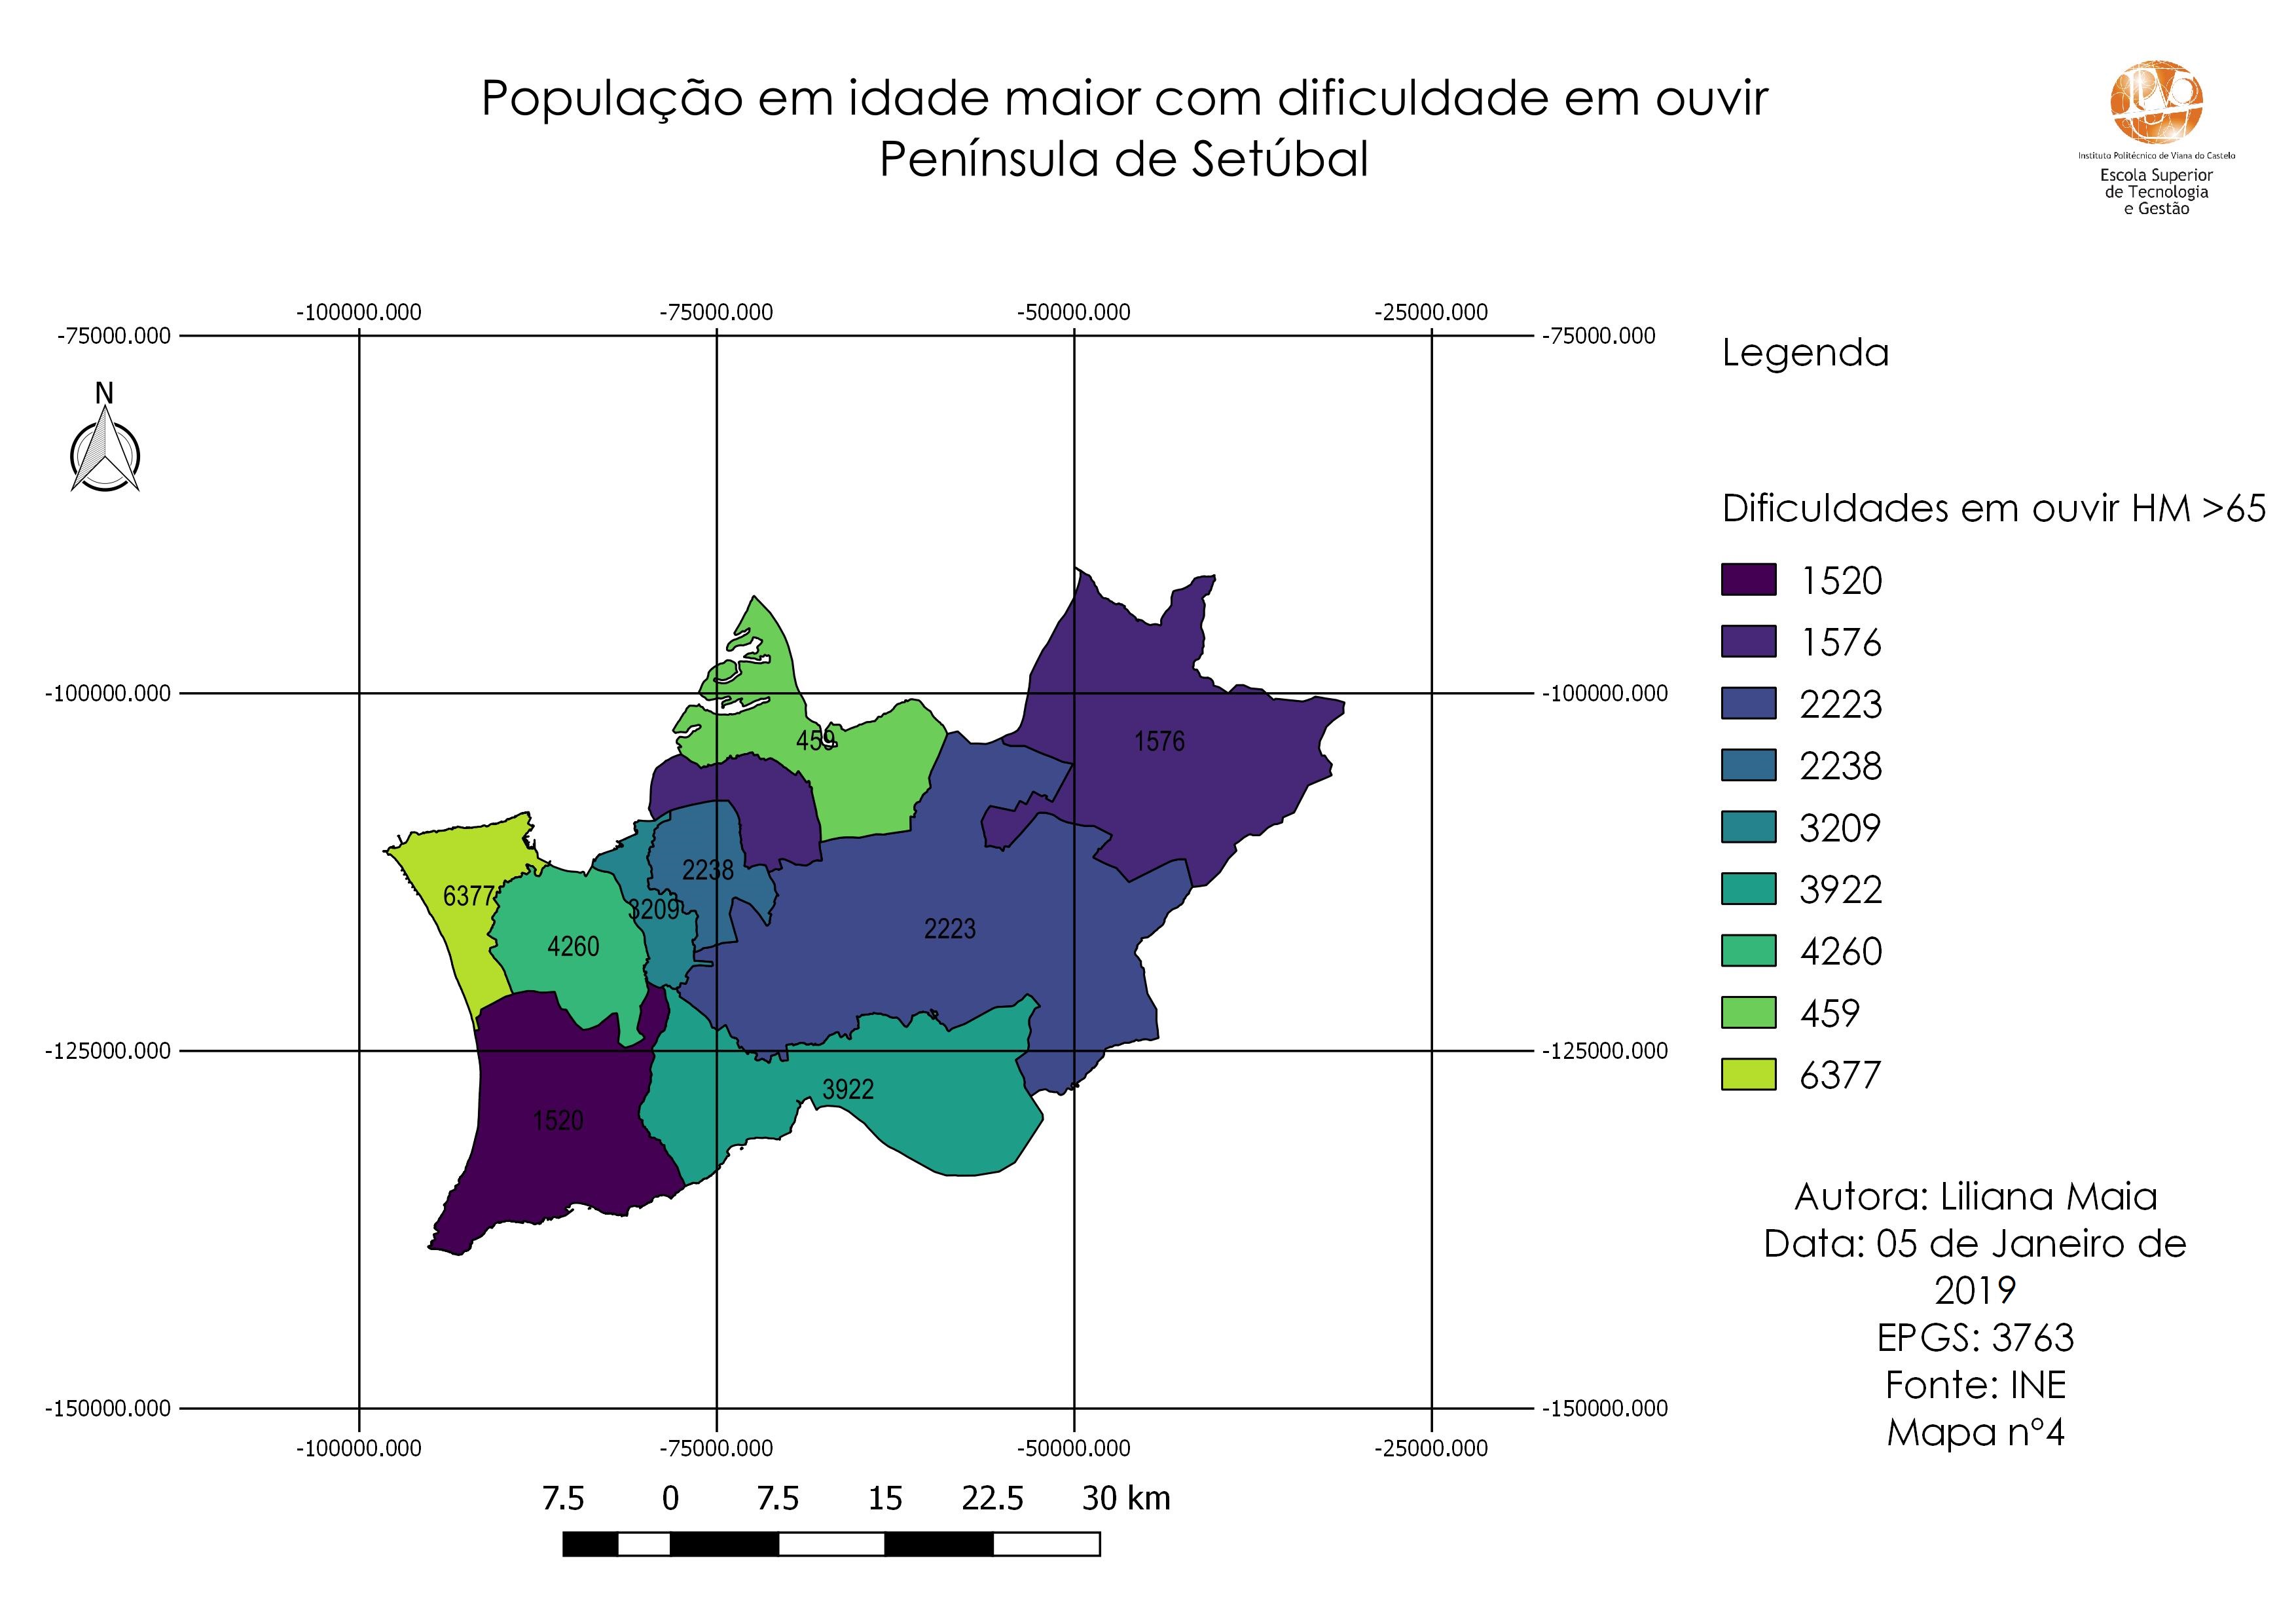 População em idade maior com dificuldade em ouvir
Península de Setúbal
Instituto Politécnico de Viana do Castelo
Escola Superior
de Tecnologia
e Gestão
-100000.000 -75000.000 -50000.000 -25000.000
-75000.000 -75000.000
N
-100000.000 -100000.000
459
1576
2238
6377
3209
2223
4260
-125000.000 -125000.000
3922
1520
-150000.000 -150000.000
-100000.000 -75000.000 -50000.000 -25000.000
7.5 0 7.5 15 22.5 30 km
Legenda
Dificuldades em ouvir HM >65
1520
1576
2223
2238
3209
3922
4260
459
6377
Autora: Liliana Maia
Data: 05 de Janeiro de
2019
EPGS: 3763
Fonte: INE
Mapa nº4